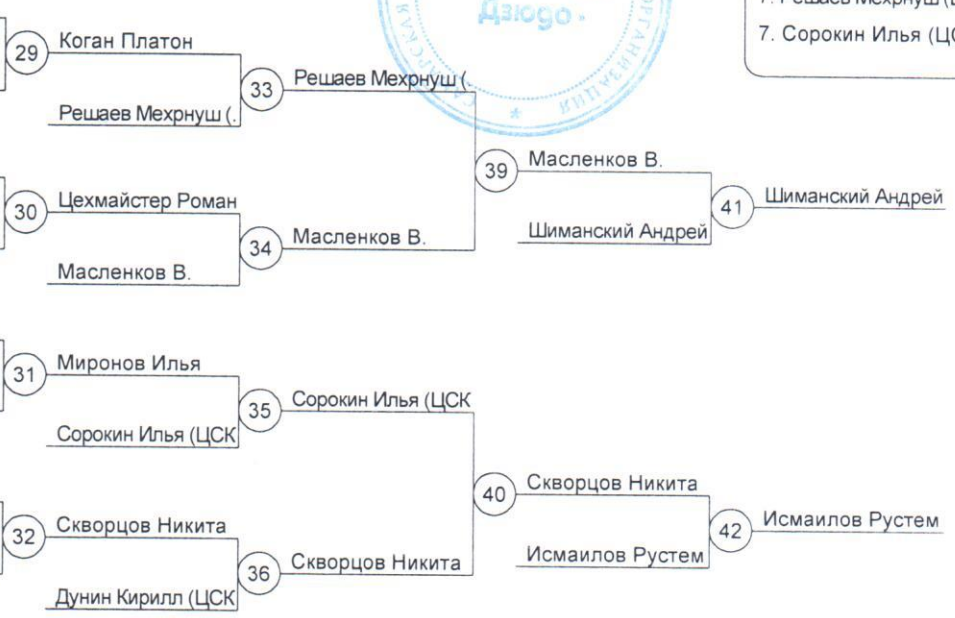 Дзюдо
7. Сорокин Илья (ЦС
29
Коган Платон
33
Решаев Мехрнуш (.
Решаев Мехрнуш (.
39
Масленков В.
30
Цехмайстер Роман
41
Шиманский Андрей
34
Масленков В.
Шиманский Андрей
Масленков В.
31
Миронов Илья
35
Сорокин Илья (ЦСК
Сорокин Илья (ЦСК
40
Скворцов Никита
32
Скворцов Никита
42
Исмаилов Рустем
36
Скворцов Никита
Исмаилов Рустем
Дунин Кирилл (ЦСК